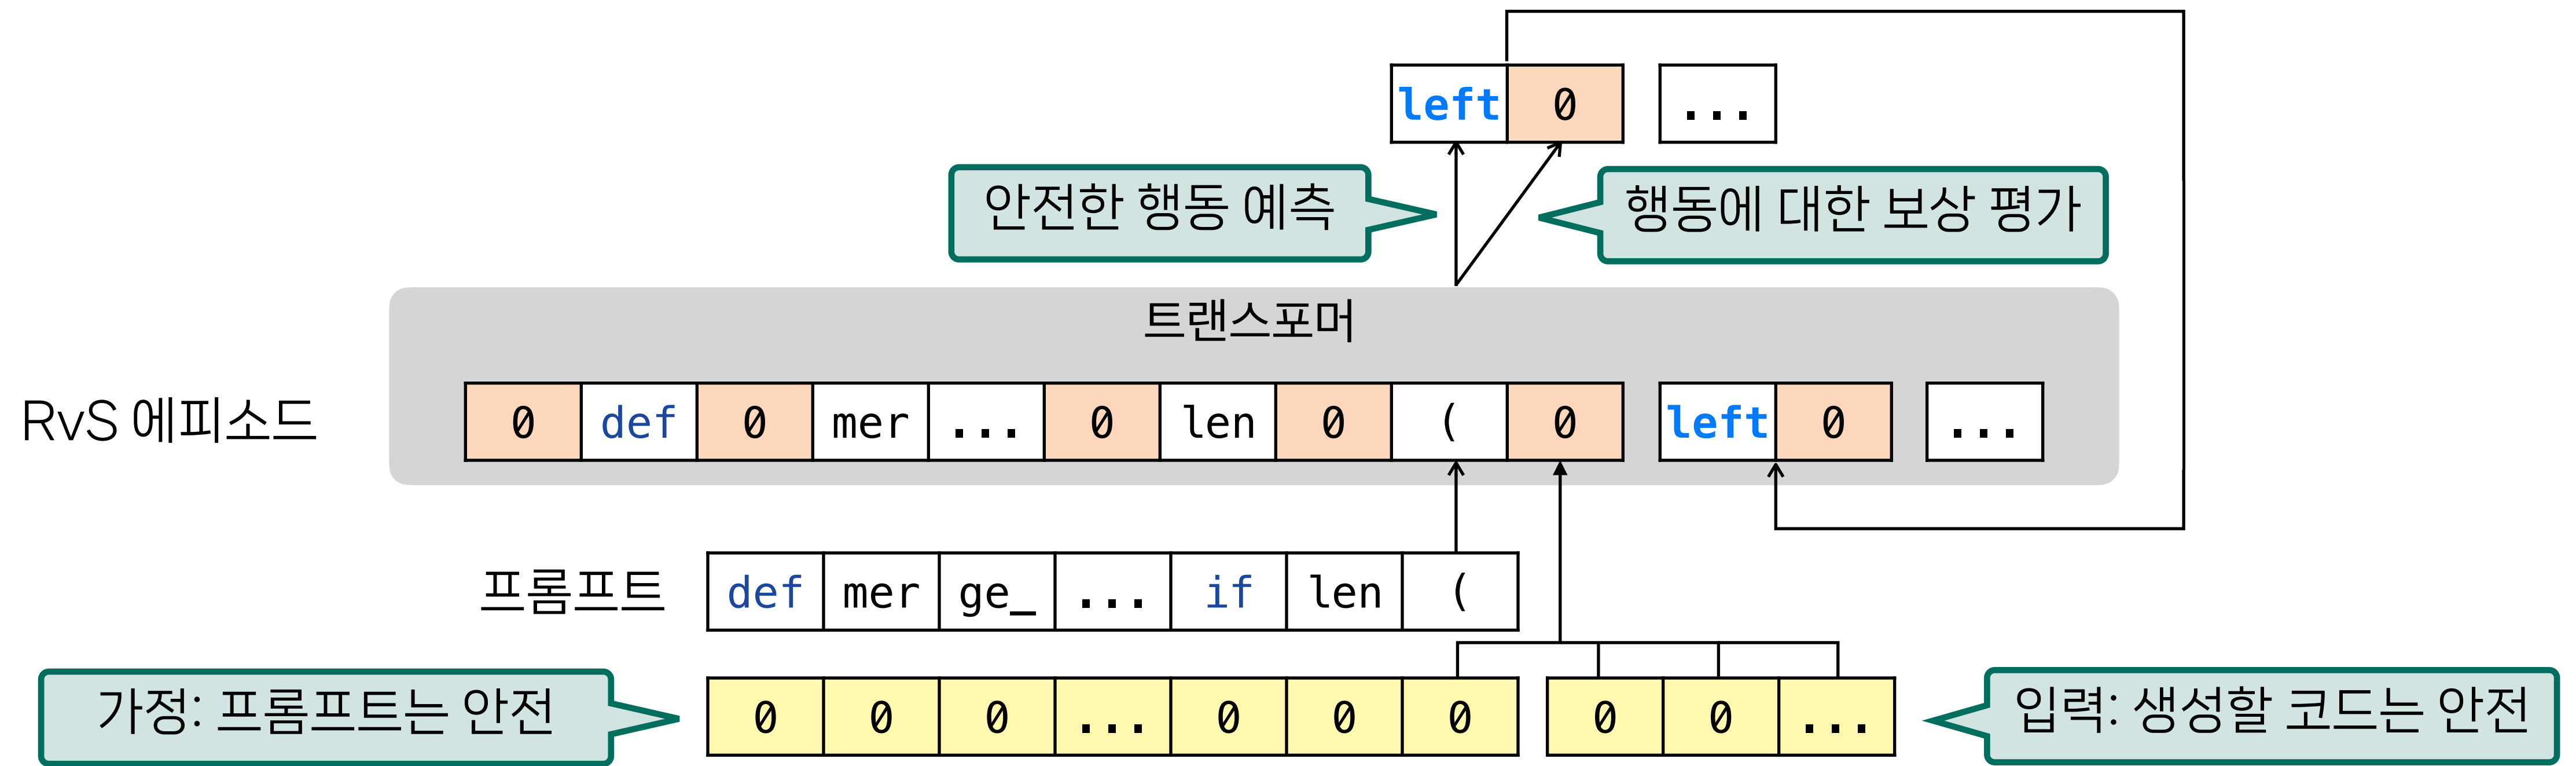 left 0 ...
안전한 행동 예측
행동에 대한 보상 평가
트랜스포머
RvS 에피소드
0 def 0 mer ... 0 len 0 ( 0 left 0 ...
프롬프트
def mer ge_ ... if len (
가정: 프롬프트는 안전
0 0 0 ... 0 0 0 0 0 ...
입력: 생성할 코드는 안전